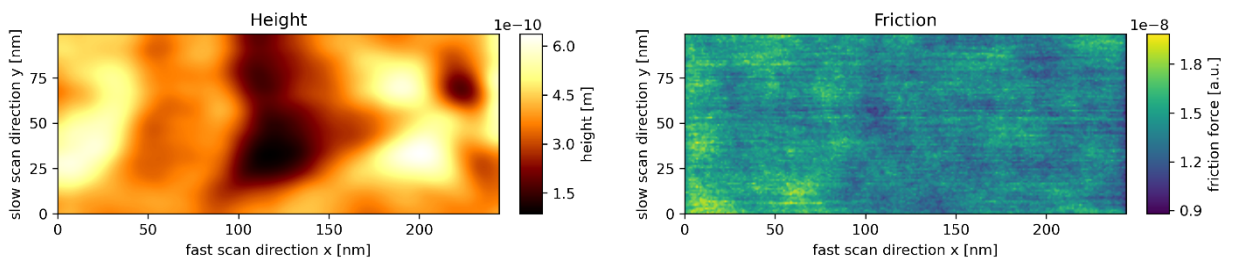 Height
1e−10
slow scan direction y [nm]
75
50
25
0
0
50
100
150
200
fast scan direction x [nm]
6.0
4.5
3.0
1.5
height [m]
Friction
1e−8
slow scan direction y [nm]
75
50
25
0
0
50
100
150
200
fast scan direction x [nm]
1.8
1.5
1.2
0.9
friction force [a.u.]